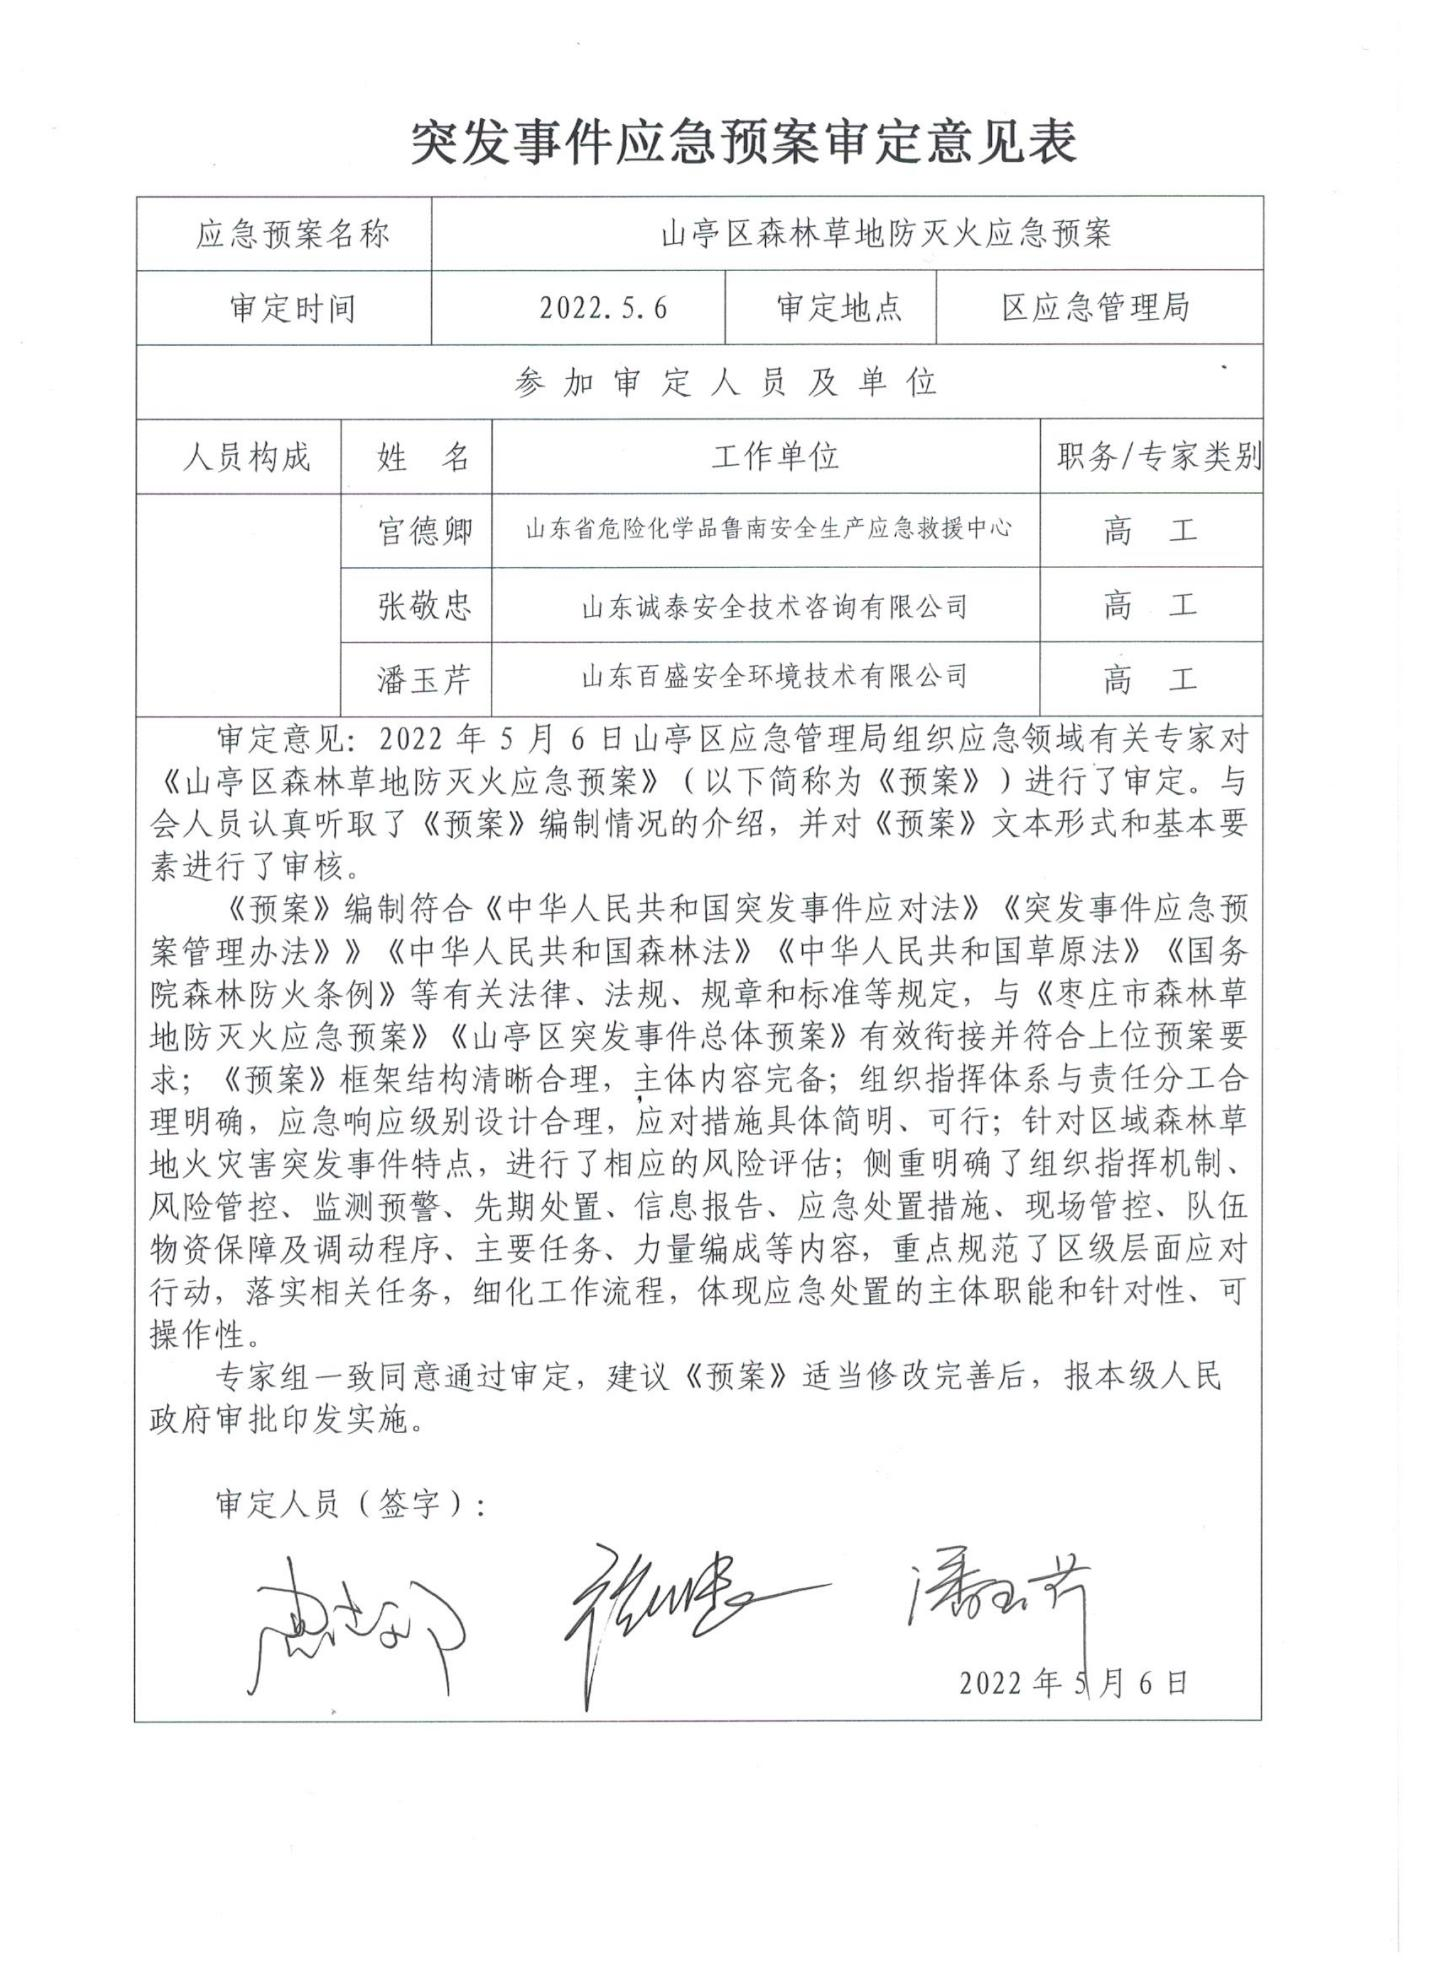 突发事件应急预案审定意见表
应急预案名称 山亭区森林草地防灭火应急预案
审定时间 2022.5.6 审定地点 区应急管理局
参加审定人员及单位
人员构成 姓 名 工作单位 职务/专家类别
宫德卿 山东省危险化学品鲁南安全生产应急救援中心 高 工
张敬忠 山东诚泰安全技术咨询有限公司 高 工
潘玉芹 山东百盛安全环境技术有限公司 高 工
审定意见：2022 年 5 月 6 日山亭区应急管理局组织应急领域有关专家对
《山亭区森林草地防灭火应急预案》（以下简称为《预案》）进行了审定。与
会人员认真听取了《预案》编制情况的介绍，并对《预案》文本形式和基本要
素进行了审核。
《预案》编制符合《中华人民共和国突发事件应对法》《突发事件应急预
案管理办法》》《中华人民共和国森林法》《中华人民共和国草原法》《国务
院森林防火条例》等有关法律、法规、规章和标准等规定，与《枣庄市森林草
地防灭火应急预案》《山亭区突发事件总体预案》有效衔接并符合上位预案要
求；《预案》框架结构清晰合理，主体内容完备；组织指挥体系与责任分工合
理明确，应急响应级别设计合理，应对措施具体简明、可行；针对区域森林草
地火灾害突发事件特点，进行了相应的风险评估；侧重明确了组织指挥机制、
风险管控、监测预警、先期处置、信息报告、应急处置措施、现场管控、队伍
物资保障及调动程序、主要任务、力量编成等内容，重点规范了区级层面应对
行动，落实相关任务，细化工作流程，体现应急处置的主体职能和针对性、可
操作性。
专家组一致同意通过审定，建议《预案》适当修改完善后，报本级人民
政府审批印发实施。
审定人员（签字）：
潘玉芹
2022 年 5 月 6 日